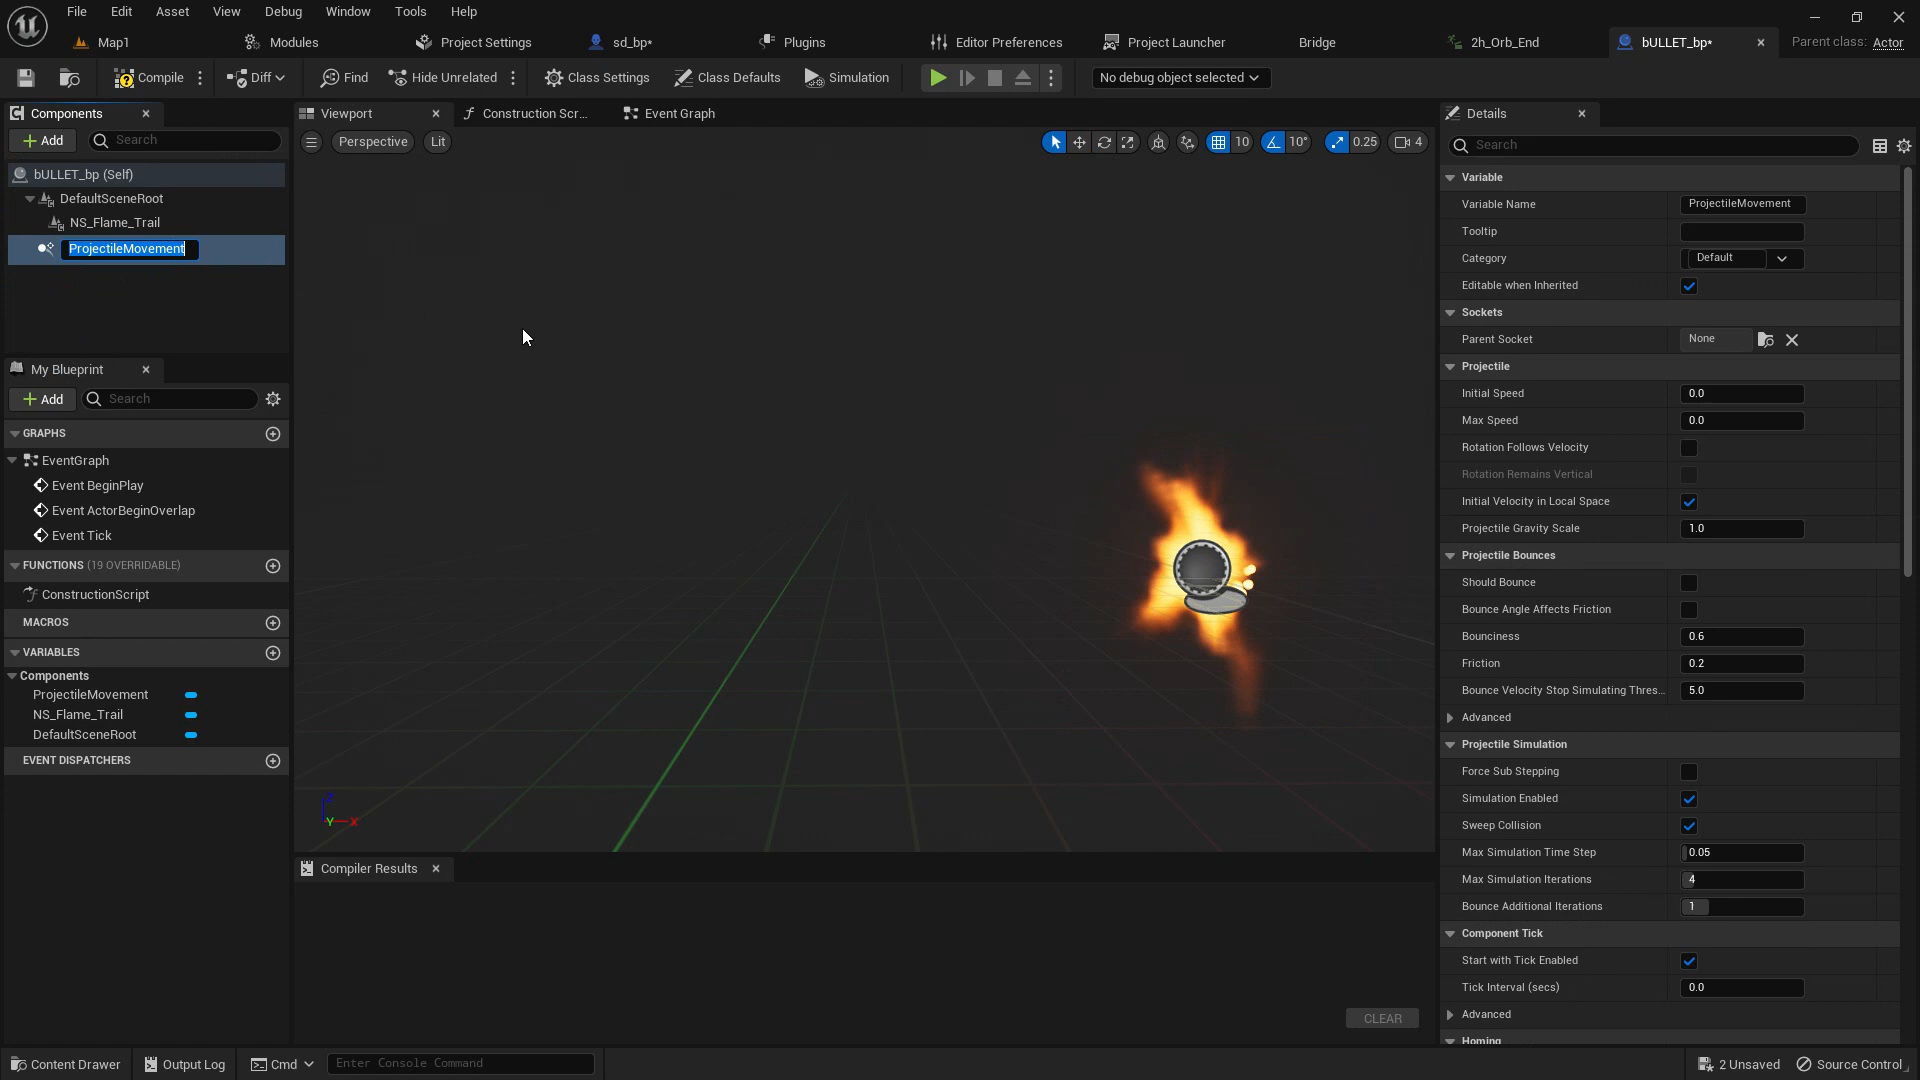 File Edit Asset View Debug Window Tools Help
Map1 Modules Project Settings sd_bp* Plugins Editor Preferences Project Launcher Bridge 2h_Orb_End bULLET_bp* Parent class: Actor
Compile Diff Find Hide Unrelated Class Settings Class Defaults Simulation No debug object selected
Components
Add Search
bULLET_bp (Self)
DefaultSceneRoot
NS_Flame_Trail
ProjectileMovement
My Blueprint
Add Search
GRAPHS
EventGraph
Event BeginPlay
Event ActorBeginOverlap
Event Tick
FUNCTIONS (19 OVERRIDABLE)
ConstructionScript
MACROS
VARIABLES
Components
ProjectileMovement
NS_Flame_Trail
DefaultSceneRoot
EVENT DISPATCHERS
Viewport Construction Scr... Event Graph
Perspective Lit 10 10° 0.25 4
Z
Y X
Compiler Results
CLEAR
Details
Search
Variable
Variable Name ProjectileMovement
Tooltip
Category Default
Editable when Inherited
Sockets
Parent Socket None
Projectile
Initial Speed 0.0
Max Speed 0.0
Rotation Follows Velocity
Rotation Remains Vertical
Initial Velocity in Local Space
Projectile Gravity Scale 1.0
Projectile Bounces
Should Bounce
Bounce Angle Affects Friction
Bounciness 0.6
Friction 0.2
Bounce Velocity Stop Simulating Thres... 5.0
Advanced
Projectile Simulation
Force Sub Stepping
Simulation Enabled
Sweep Collision
Max Simulation Time Step 0.05
Max Simulation Iterations 4
Bounce Additional Iterations 1
Component Tick
Start with Tick Enabled
Tick Interval (secs) 0.0
Advanced
Homing
Content Drawer Output Log Cmd Enter Console Command 2 Unsaved Source Control